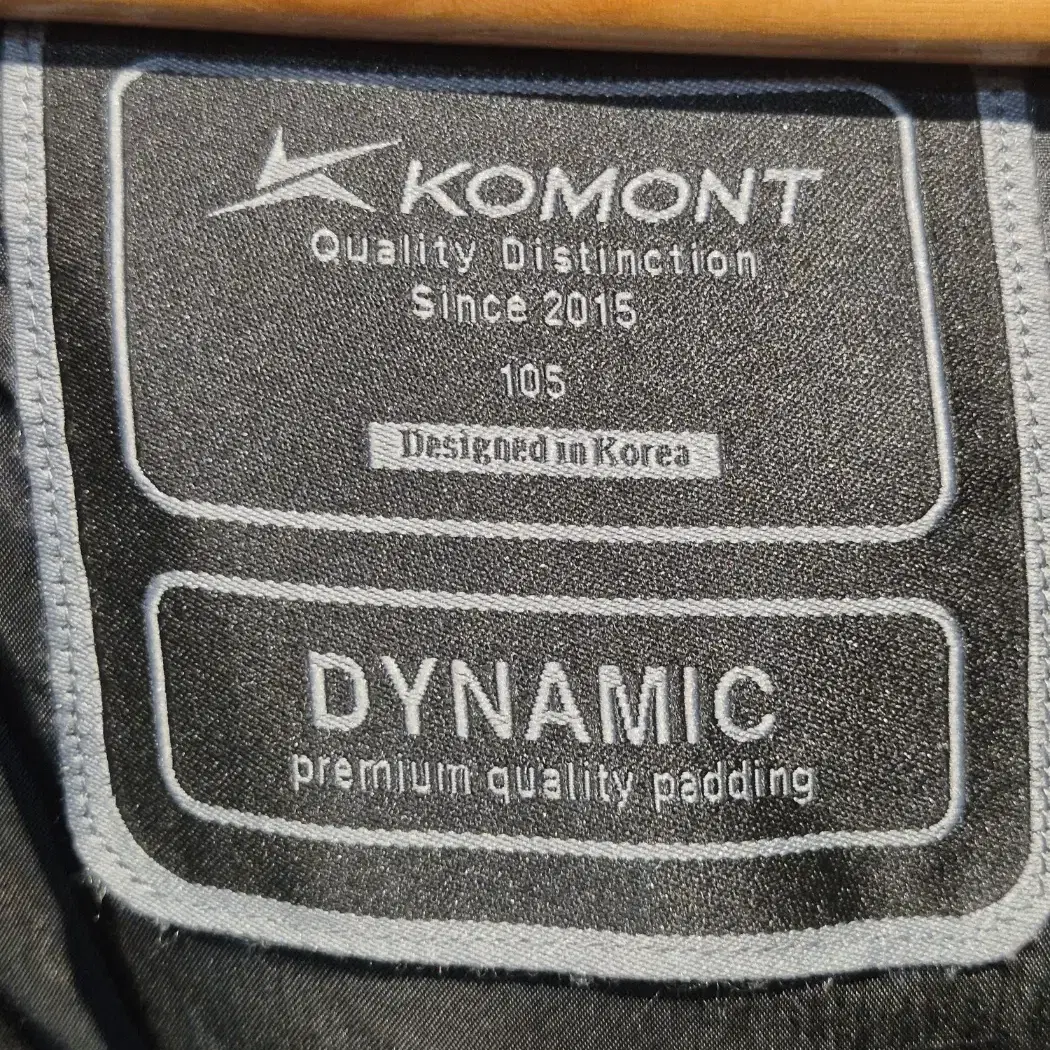 KOMONT
Quality Distinction
Since 2015
105
Designed in Korea
DYNAMIC
premium quality padding